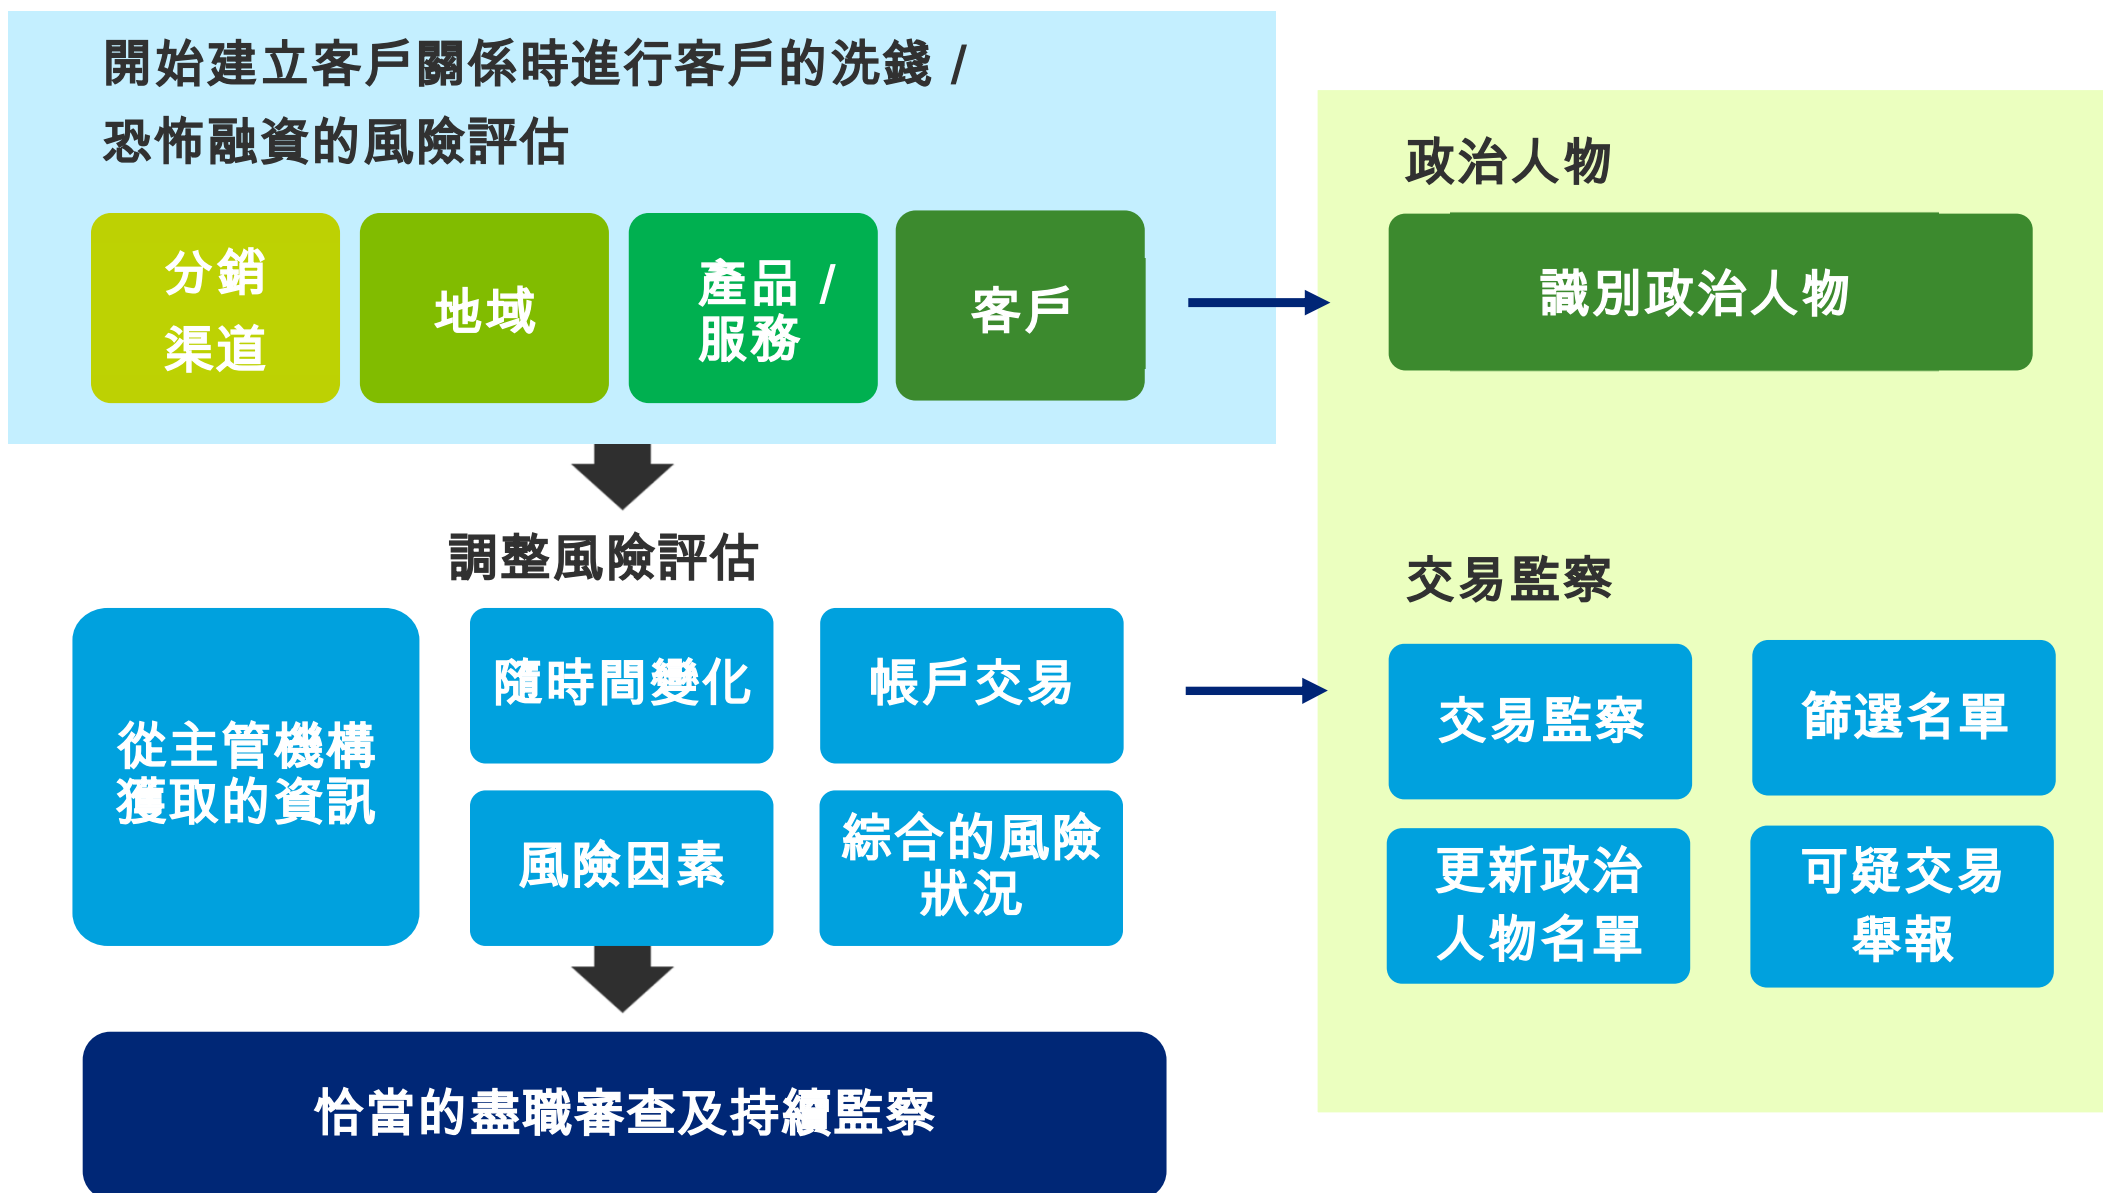 開始建立客戶關係時進行客戶的洗錢 /
恐怖融資的風險評估
分銷
渠道
地域
產品 /
服務
客戶
政治人物
識別政治人物
調整風險評估
從主管機構
獲取的資訊
隨時間變化
帳戶交易
風險因素
綜合的風險
狀況
交易監察
交易監察
篩選名單
更新政治
人物名單
可疑交易
舉報
恰當的盡職審查及持續監察